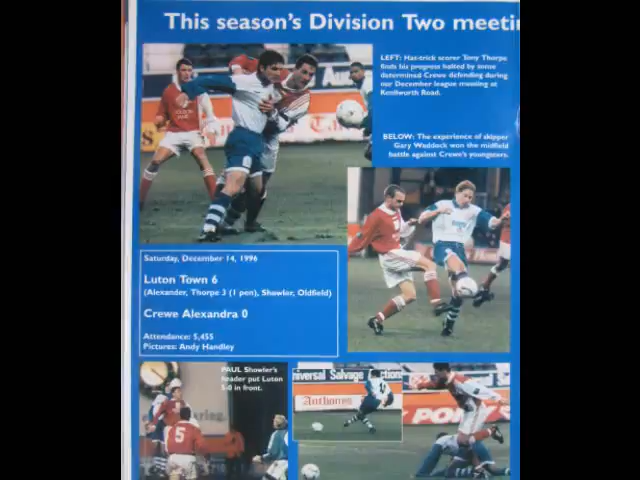 This season's Division Two meetin
LEFT: Hat-trick scorer Tony Thorpe
finds his progress halted by some
determined Crewe defending during
our December league meeting at
Kenilworth Road.
BELOW: The experience of skipper
Gary Waddock won the midfield
battle against Crewe's youngsters.
Saturday, December 14, 1996
Luton Town 6
(Alexander, Thorpe 3 (1 pen), Showler, Oldfield)
Crewe Alexandra 0
Attendance: 5,455
Pictures: Andy Handley
PAUL Showler's
header put Luton
5-0 in front.
niversal Salvage
5